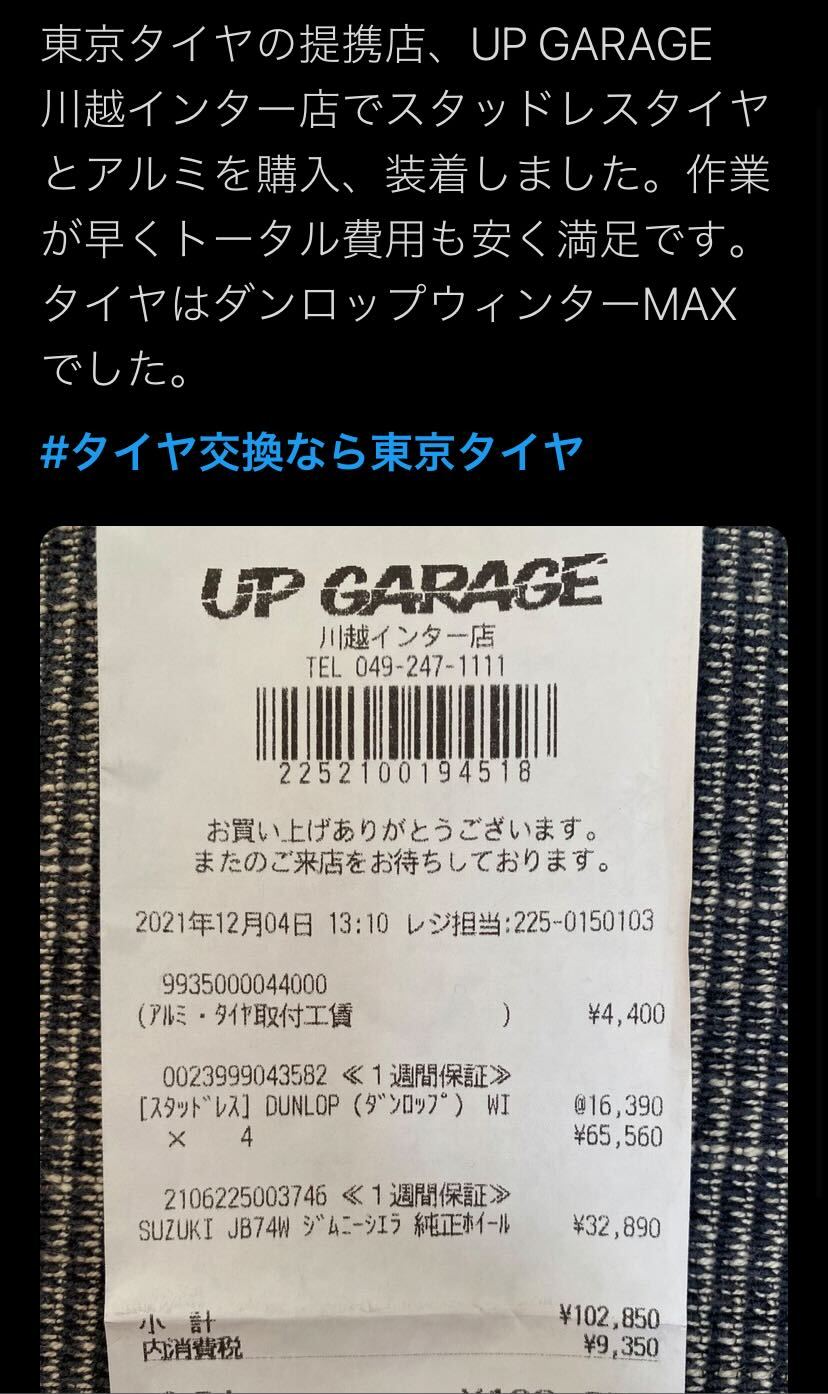 東京タイヤの提携店、UP GARAGE
川越インター店でスタッドレスタイヤ
とアルミを購入、装着しました。作業
が早くトータル費用も安く満足です。
タイヤはダンロップウィンターMAX
でした。
#タイヤ交換なら東京タイヤ
UP GARAGE
川越インター店
TEL 049-247-1111
2252100194518
お買い上げありがとうございます。
またのご来店をお待ちしております。
2021年12月04日 13:10 レジ担当:225-0150103
9935000044000
(ｱﾙﾐ・ﾀｲﾔ取付工賃 ) ¥4,400
0023999043582 ≪1週間保証≫
[ｽﾀｯﾄﾞﾚｽ] DUNLOP (ﾀﾞﾝﾛｯﾌﾟ) WI @16,390
× 4 ¥65,560
2106225003746 ≪1週間保証≫
SUZUKI JB74W ｼﾞﾑﾆｰｼｴﾗ 純正ﾎｲｰﾙ ¥32,890
小 計 ¥102,850
内消費税 ¥9,350